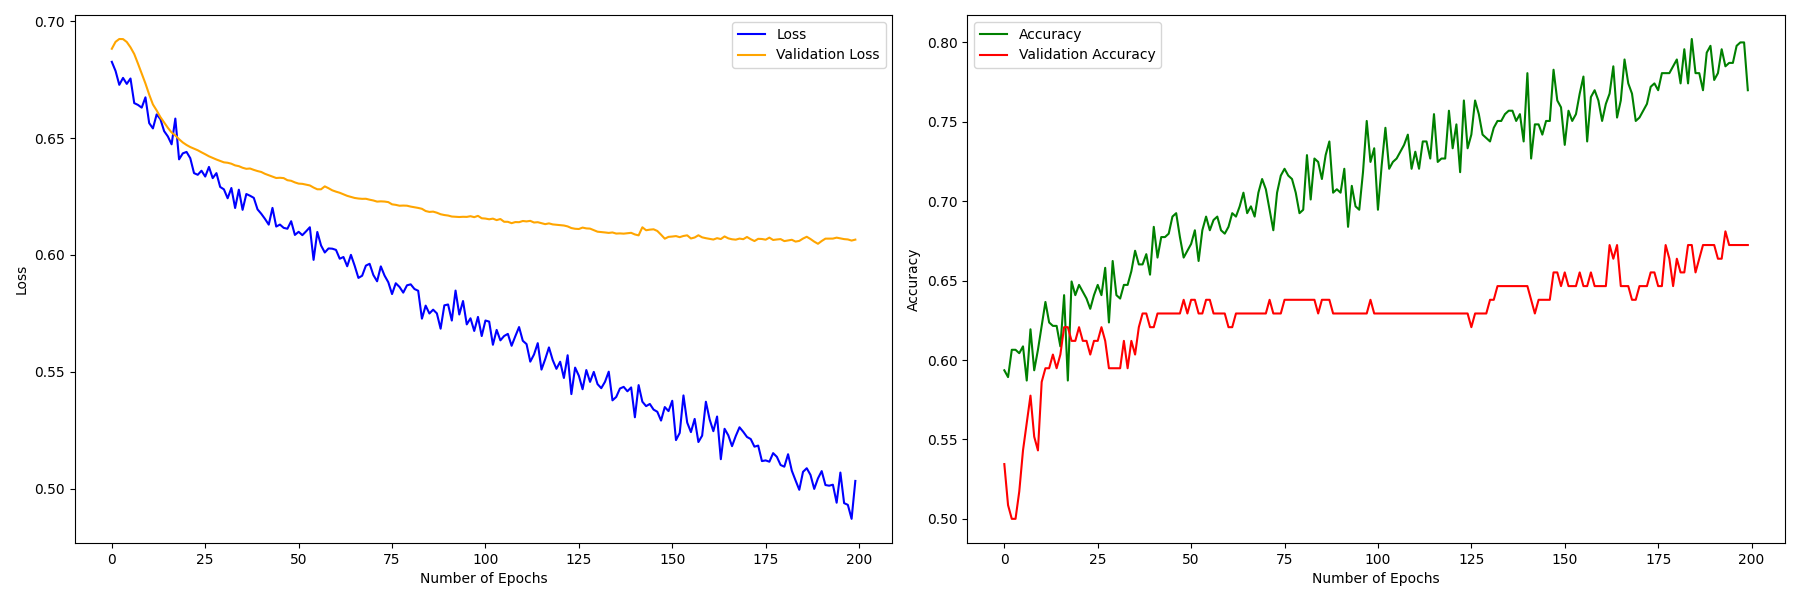 0.70
0.65
0.60
0.55
0.50
Loss
0 25 50 75 100 125 150 175 200
Number of Epochs
Loss
Validation Loss
0.80
0.75
0.70
0.65
0.60
0.55
0.50
Accuracy
0 25 50 75 100 125 150 175 200
Number of Epochs
Accuracy
Validation Accuracy